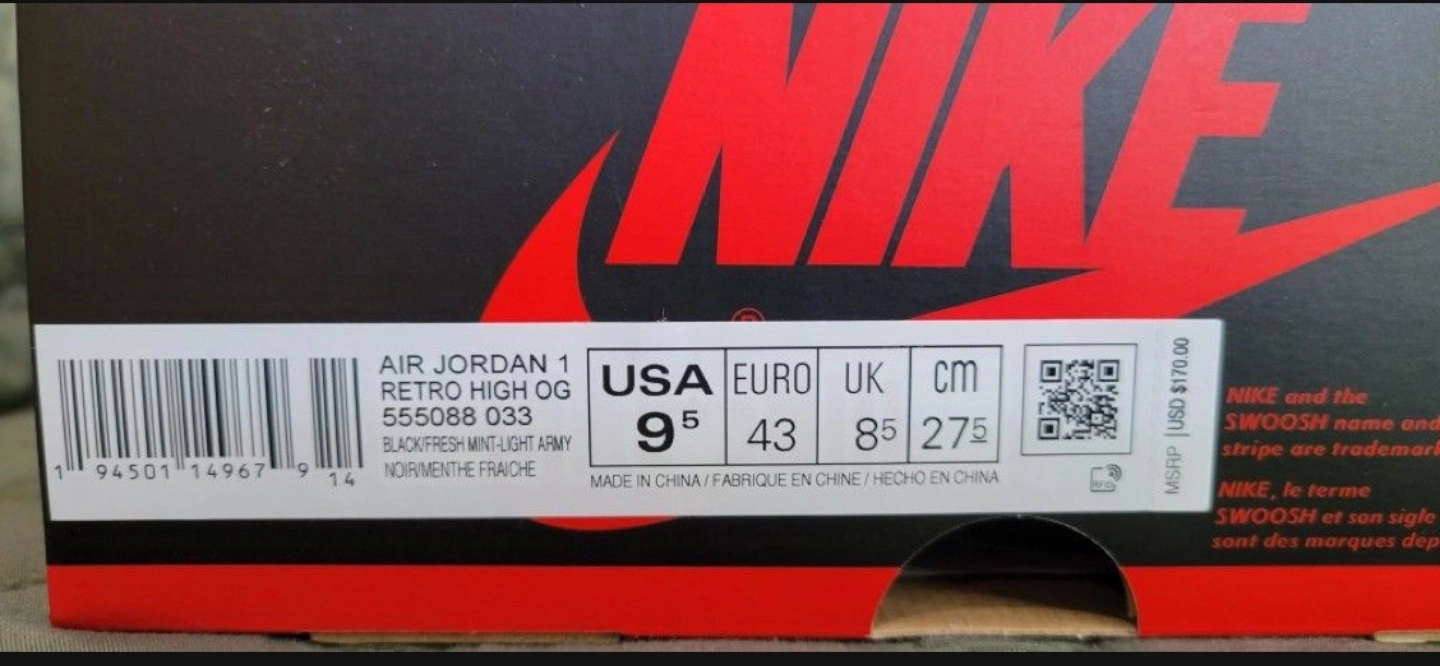 NIKE
®
AIR JORDAN 1
RETRO HIGH OG
555088 033
BLACK/FRESH MINT-LIGHT ARMY
NOIR/MENTHE FRAICHE
1 94501 14967 9 14
USA EURO UK cm
9⁵ 43 8⁵ 27⁵
MADE IN CHINA / FABRIQUE EN CHINE / HECHO EN CHINA
RFID
MSRP | USD $170.00
NIKE and the
SWOOSH name and
stripe are trademark
NIKE, le terme
SWOOSH et son sigle
sont des marques dép